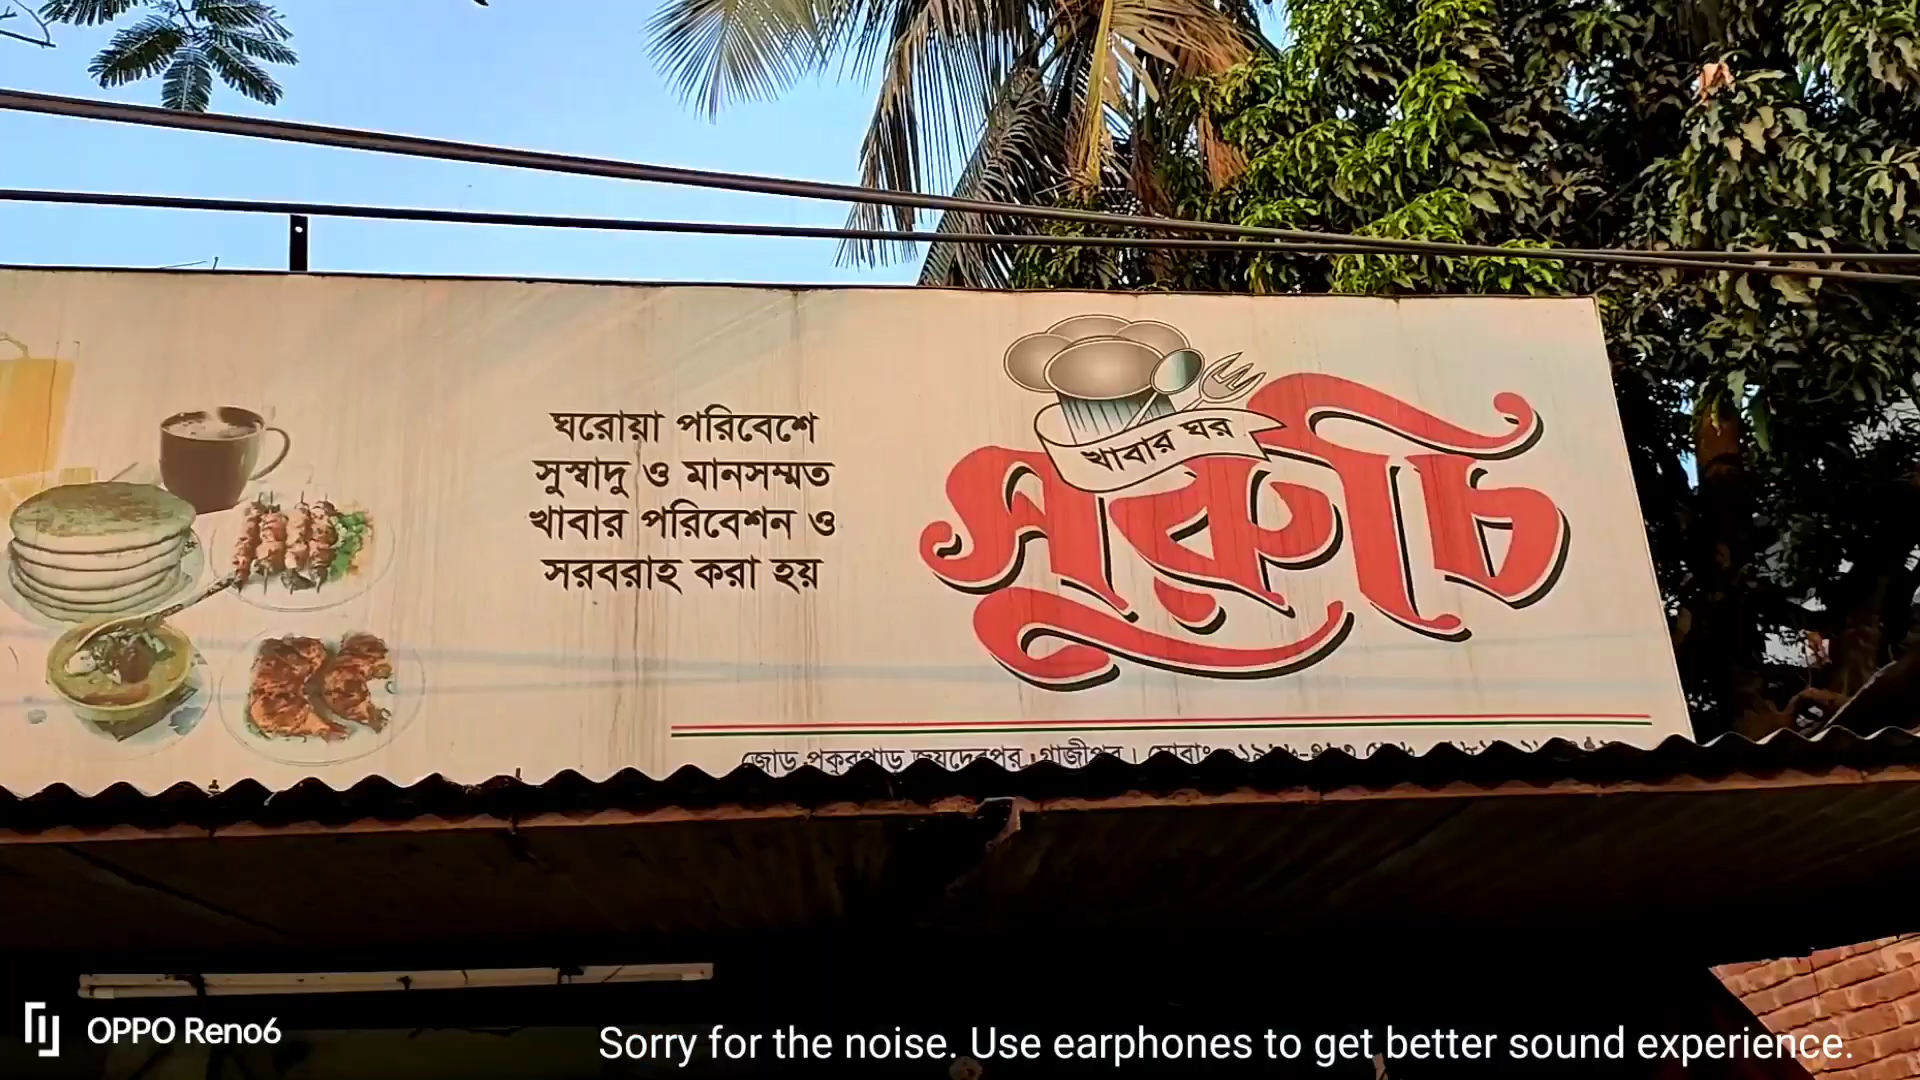 ঘরোয়া পরিবেশে
সুস্বাদু ও মানসম্মত
খাবার পরিবেশন ও
সরবরাহ করা হয়
খাবার ঘর
সুরুচি
জোড় পুকুরপাড় জয়দেবপুর, গাজীপুর।
OPPO Reno6
Sorry for the noise. Use earphones to get better sound experience.